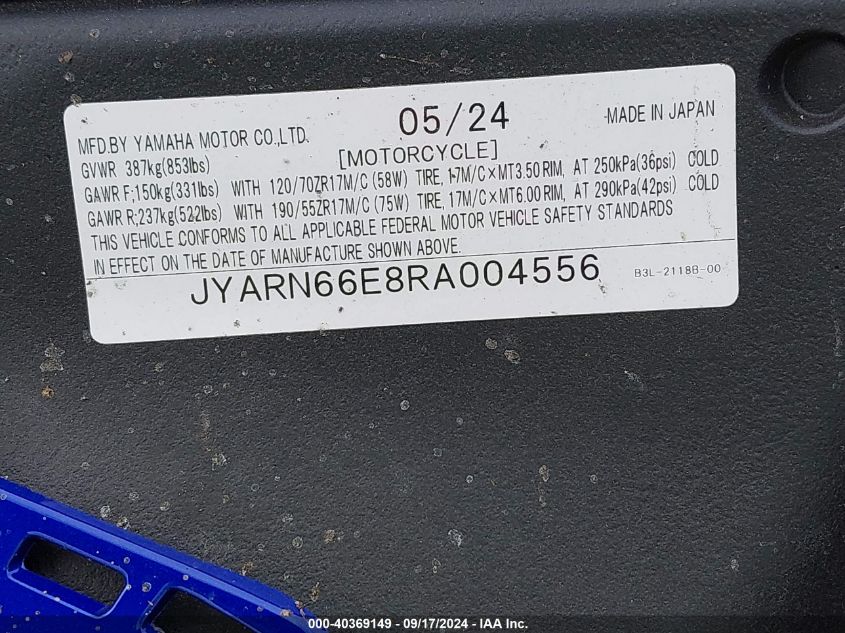 MFD.BY YAMAHA MOTOR CO.,LTD. 05/24 MADE IN JAPAN
GVWR 387kg(853lbs) [MOTORCYCLE]
GAWR F;150kg(331lbs) WITH 120/70ZR17M/C (58W) TIRE, 17M/C×MT3.50 RIM, AT 250kPa(36psi) COLD
GAWR R;237kg(522lbs) WITH 190/55ZR17M/C (75W) TIRE, 17M/C×MT6.00 RIM, AT 290kPa(42psi) COLD
THIS VEHICLE CONFORMS TO ALL APPLICABLE FEDERAL MOTOR VEHICLE SAFETY STANDARDS
IN EFFECT ON THE DATE OF MANUFACTURE SHOWN ABOVE.
JYARN66E8RA004556 B3L-2118B-00
000-40369149 - 09/17/2024 - IAA Inc.